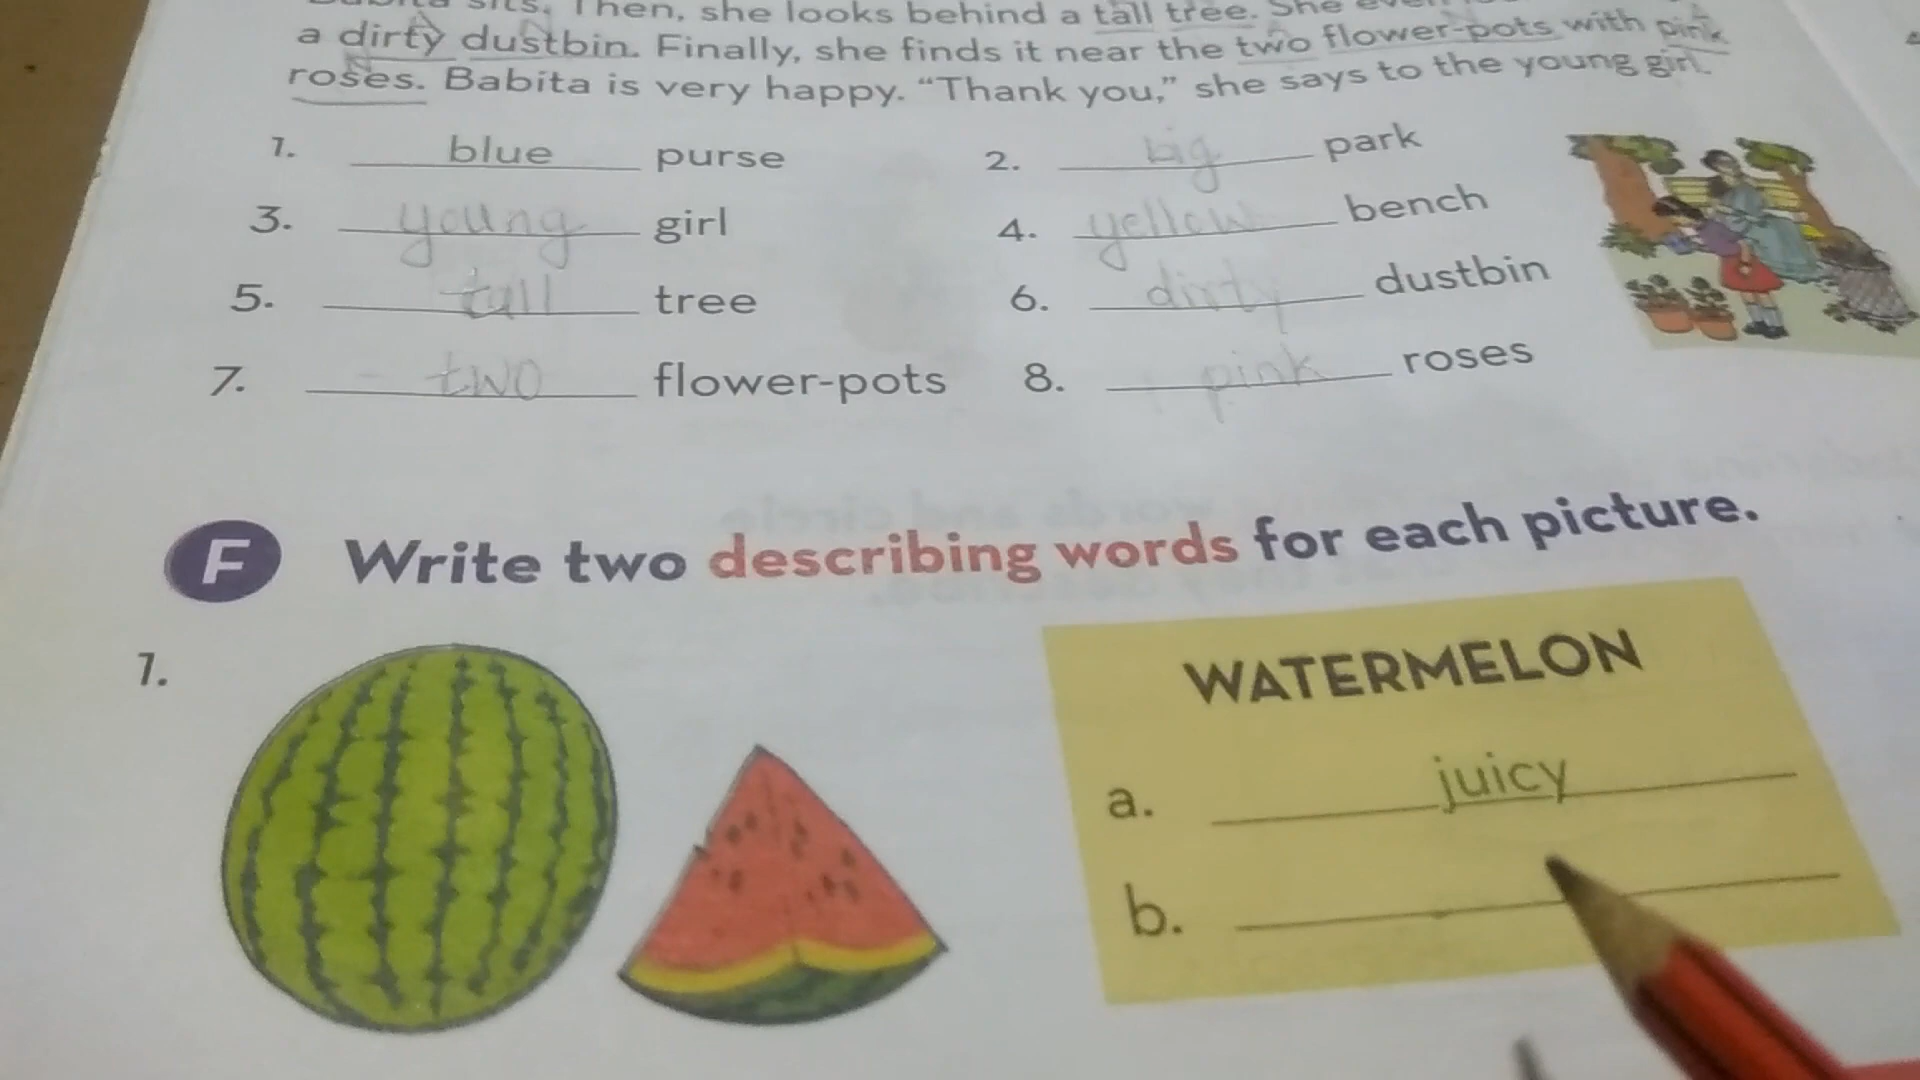 sits. Then, she looks behind a tall tree. She
a dirty dustbin. Finally, she finds it near the two flower-pots with pink
roses. Babita is very happy. “Thank you,” she says to the young girl.
1. blue purse
2. big park
3. young girl
4. yellow bench
5. tall tree
6. dirty dustbin
7. two flower-pots
8. pink roses
F Write two describing words for each picture.
1.
WATERMELON
a. juicy
b.